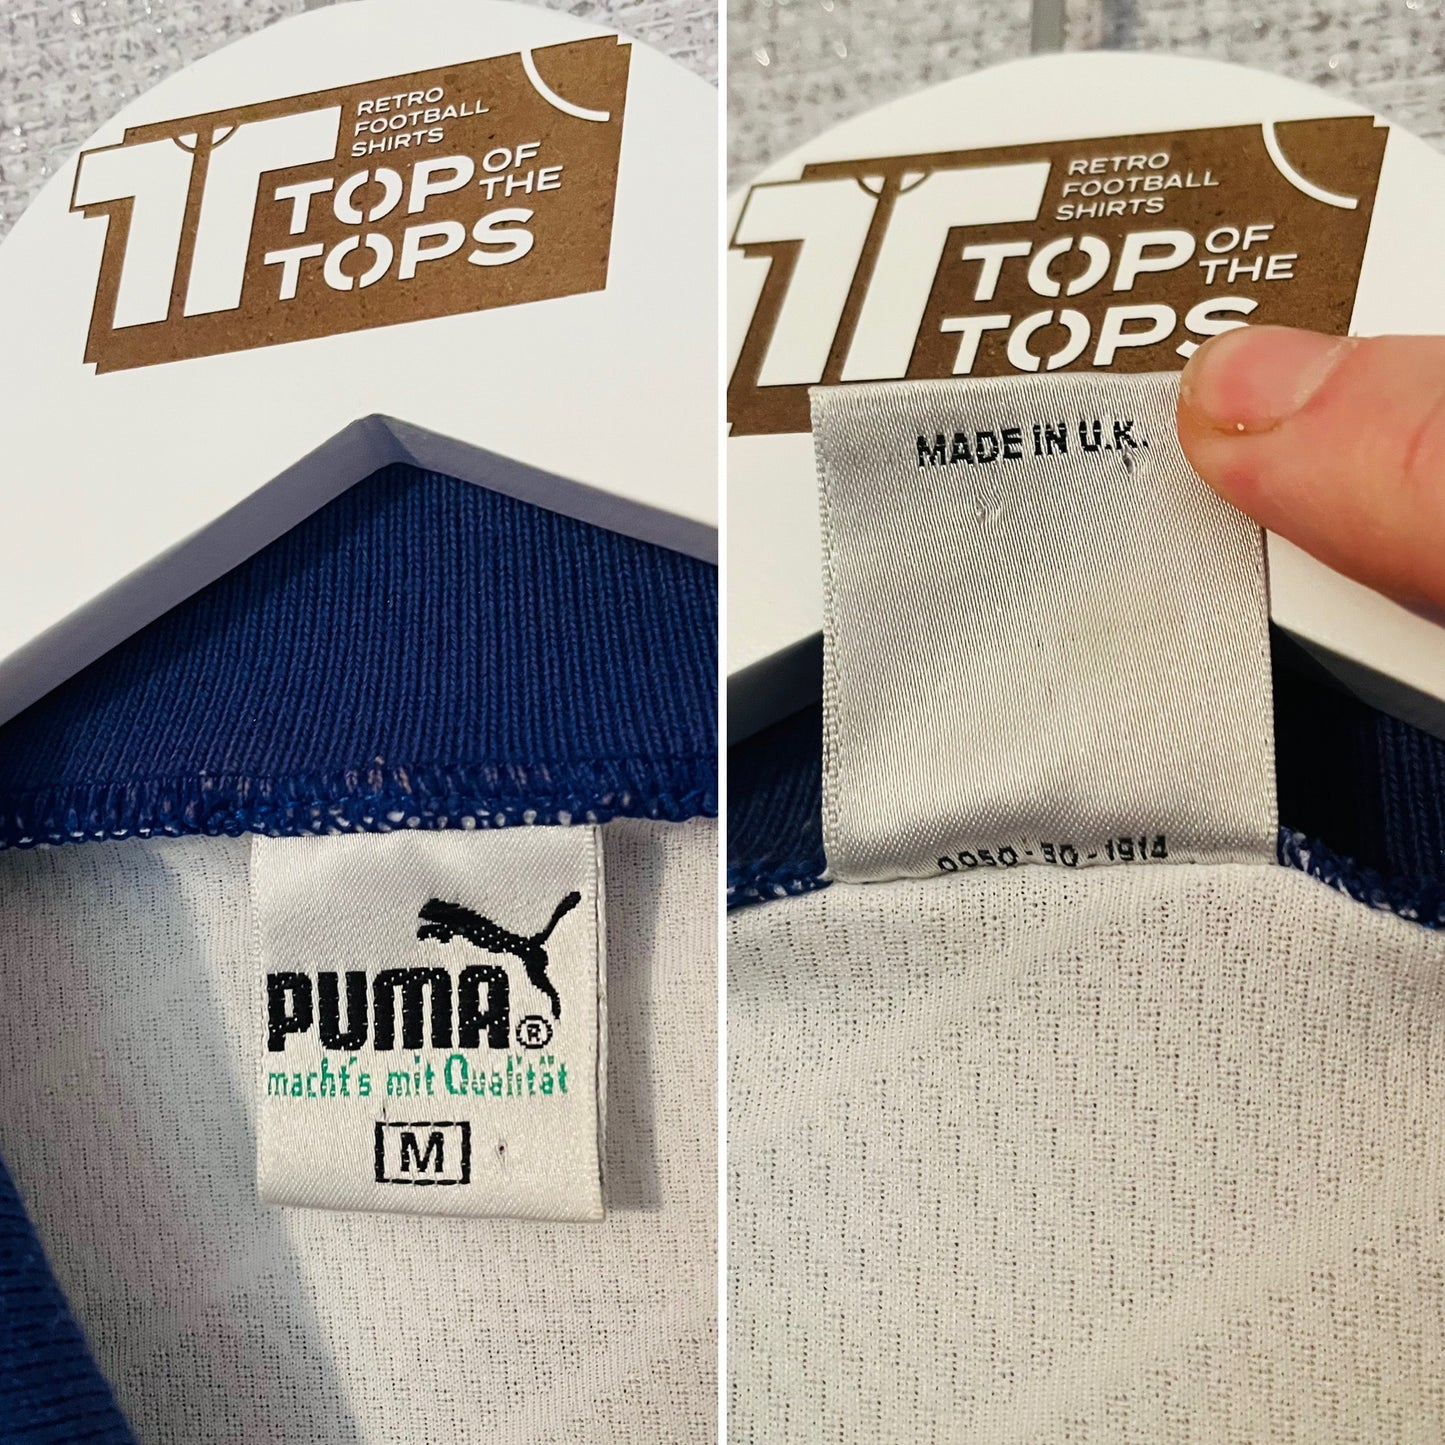 RETRO
FOOTBALL
SHIRTS
TOP OF THE
TOPS
PUMA®
macht's mit Qualität
M
RETRO
FOOTBALL
SHIRTS
TOP OF THE
TOPS
MADE IN U.K.
0050-30-1914